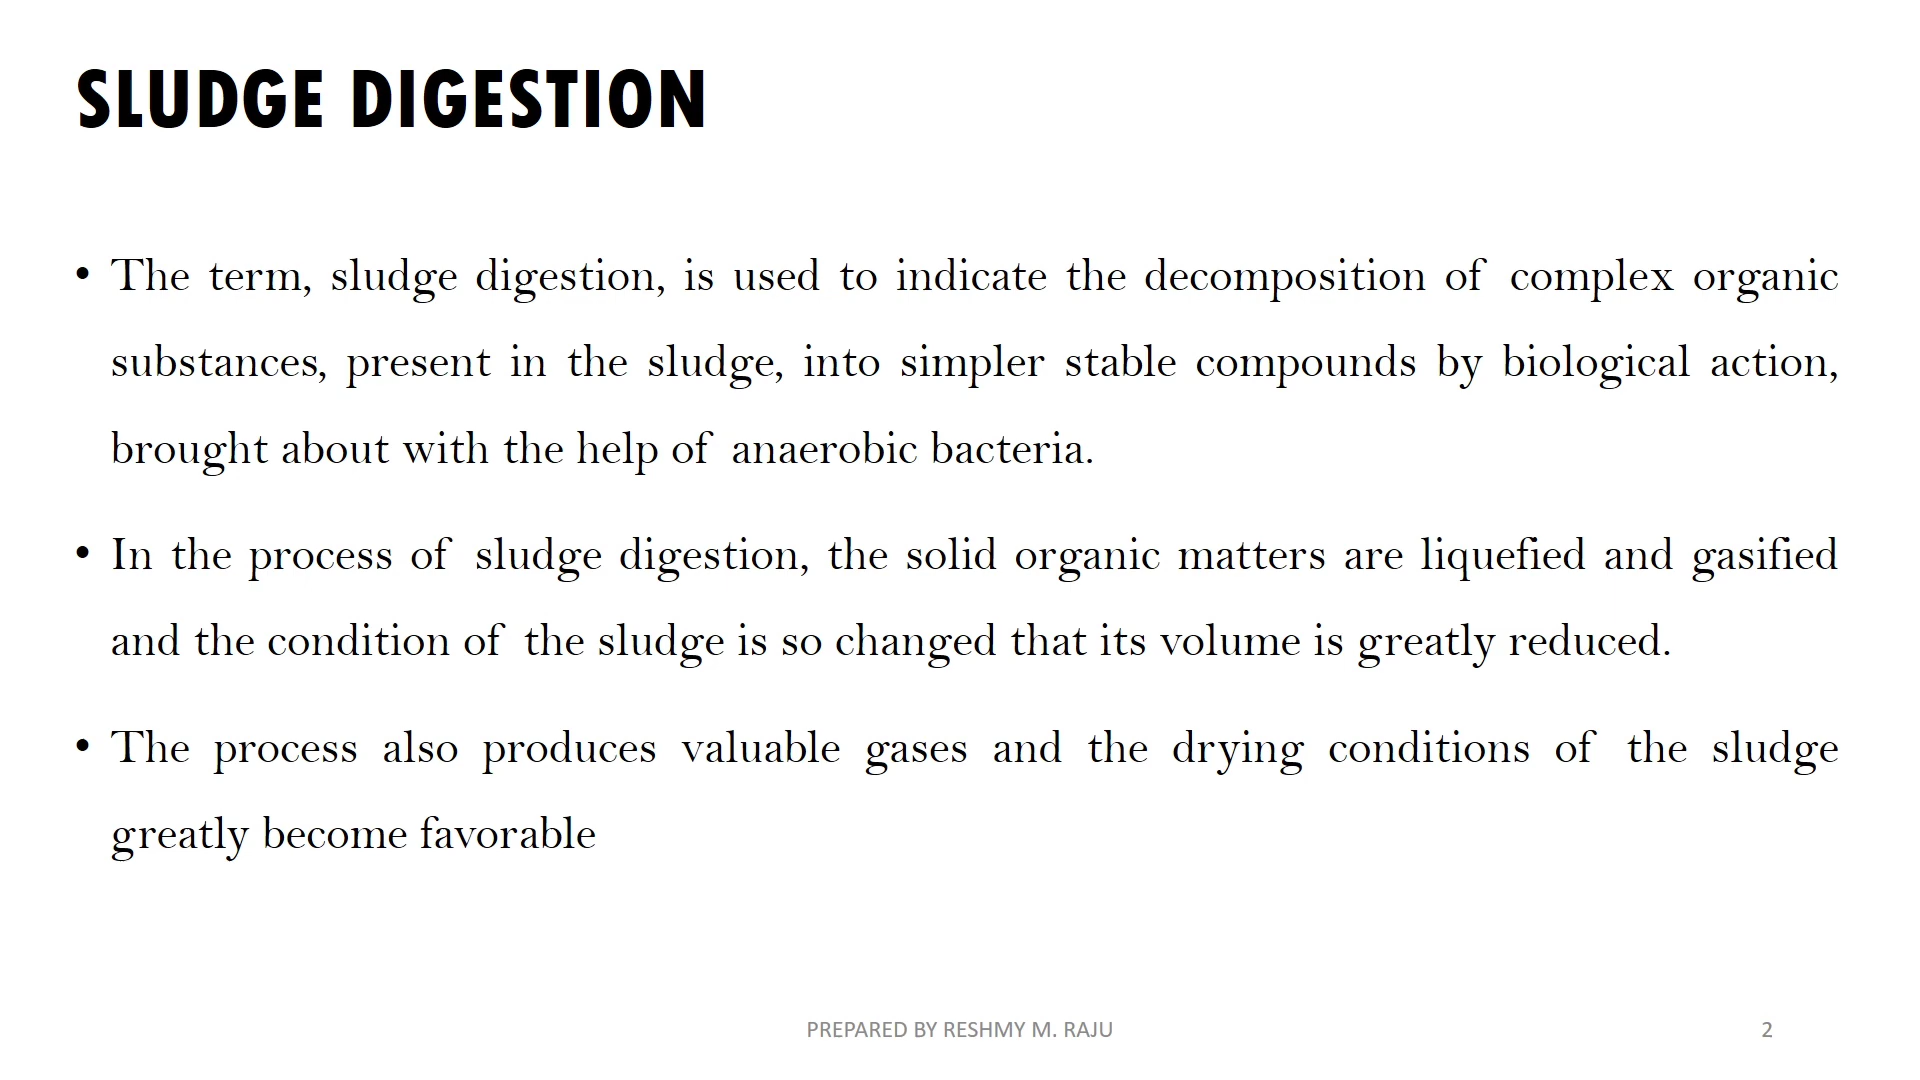 SLUDGE DIGESTION
• The term, sludge digestion, is used to indicate the decomposition of complex organic
substances, present in the sludge, into simpler stable compounds by biological action,
brought about with the help of anaerobic bacteria.
• In the process of sludge digestion, the solid organic matters are liquefied and gasified
and the condition of the sludge is so changed that its volume is greatly reduced.
• The process also produces valuable gases and the drying conditions of the sludge
greatly become favorable
PREPARED BY RESHMY M. RAJU
2